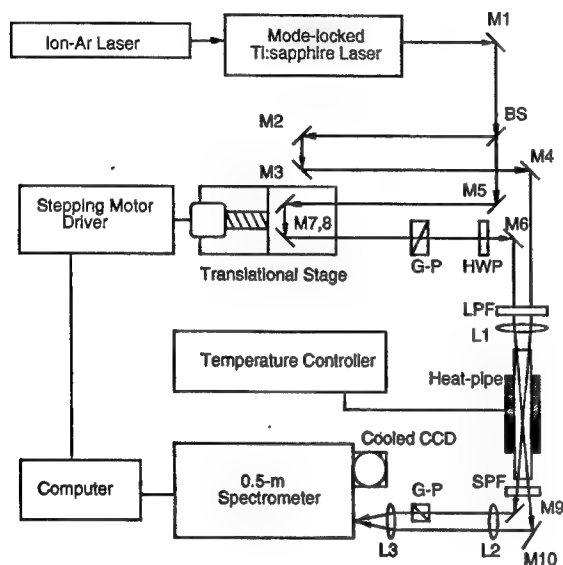 Ion-Ar Laser
Mode-locked
Ti:sapphire Laser
M1
M2
BS
M3
M4
M5
Stepping Motor
Driver
M7,8
M6
Translational Stage
G-P
HWP
LPF
L1
Temperature Controller
Heat-pipe
Cooled CCD
Computer
0.5-m
Spectrometer
SPF
G-P
M9
L3
L2
M10